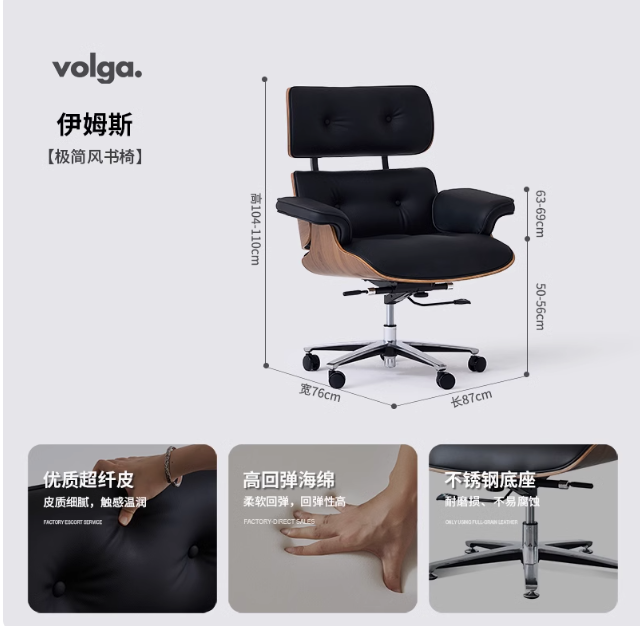 volga.
伊姆斯
【极简风书椅】
高104-110cm
63-69cm
50-56cm
宽76cm
长87cm
优质超纤皮
皮质细腻，触感温润
FACTORY ESCORT SERVICE
高回弹海绵
柔软回弹，回弹性高
FACTORY-DIRECT SALES
不锈钢底座
耐磨损、不易腐蚀
ONLY USING FULL-GRAIN LEATHER